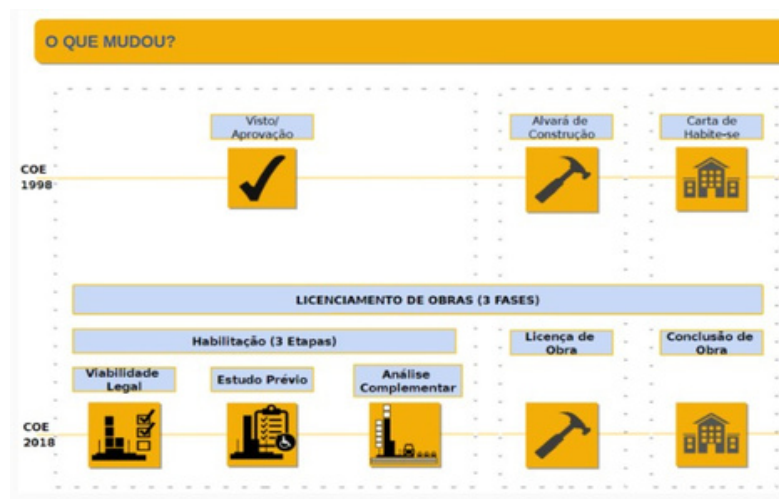 O QUE MUDOU?
Visto/
Aprovação
Alvará de
Construção
Carta de
Habite-se
COE
1998
LICENCIAMENTO DE OBRAS (3 FASES)
Habilitação (3 Etapas)
Licença de
Obra
Conclusão de
Obra
Viabilidade
Legal
Estudo Prévio
Análise
Complementar
COE
2018